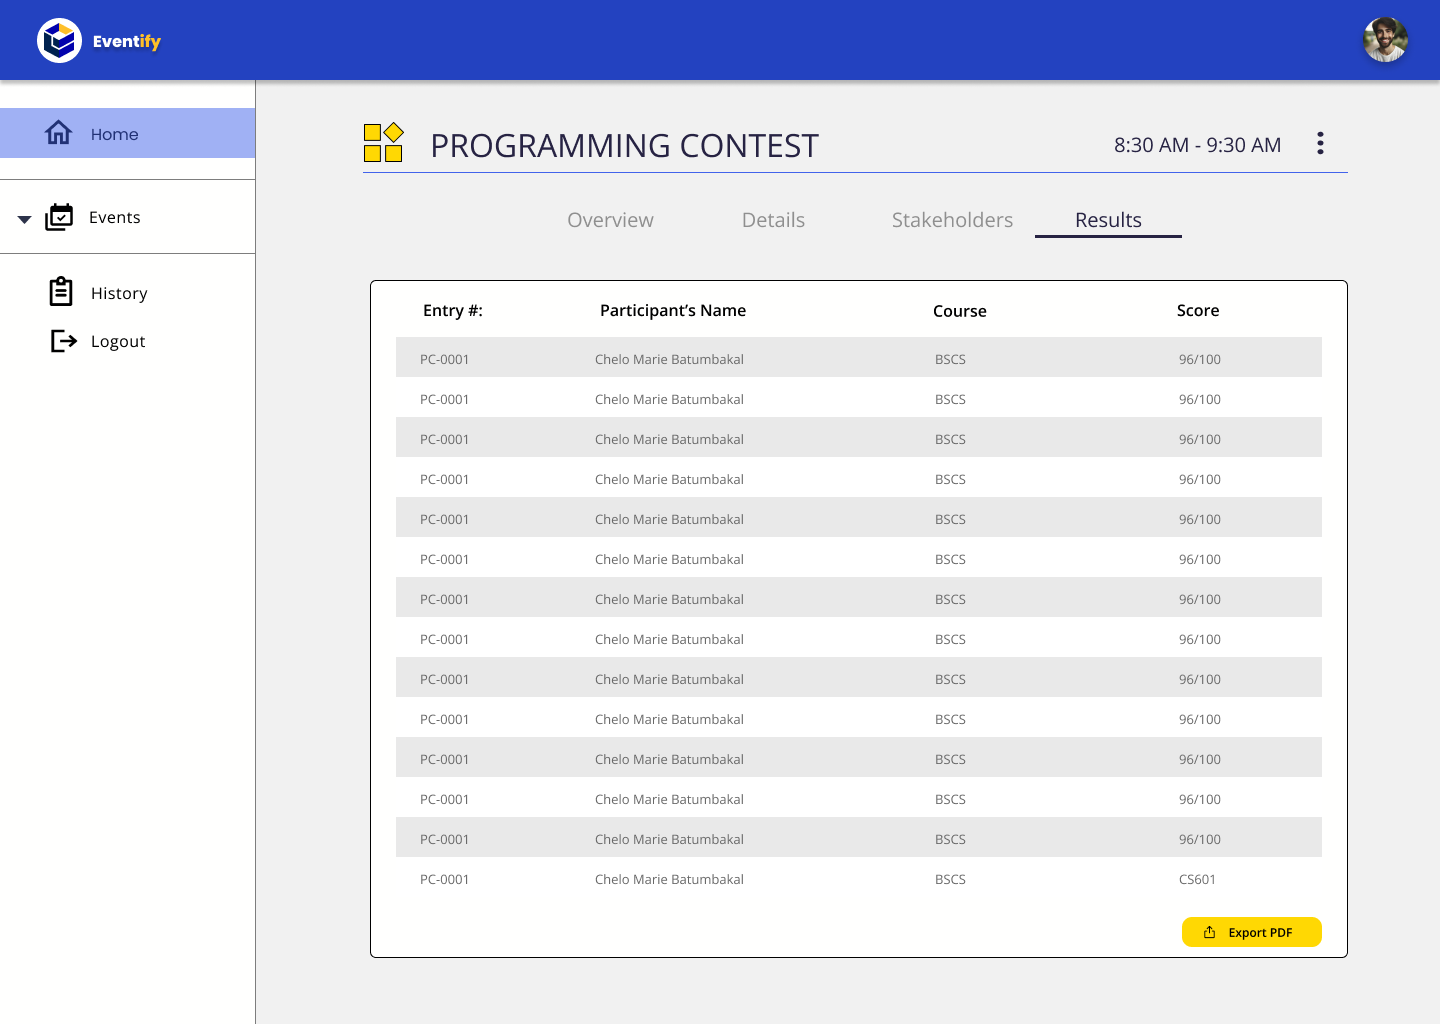 Eventify
Home
Events
History
Logout
PROGRAMMING CONTEST 8:30 AM - 9:30 AM
Overview Details Stakeholders Results
Entry #: Participant’s Name Course Score
PC-0001 Chelo Marie Batumbakal BSCS 96/100
PC-0001 Chelo Marie Batumbakal BSCS 96/100
PC-0001 Chelo Marie Batumbakal BSCS 96/100
PC-0001 Chelo Marie Batumbakal BSCS 96/100
PC-0001 Chelo Marie Batumbakal BSCS 96/100
PC-0001 Chelo Marie Batumbakal BSCS 96/100
PC-0001 Chelo Marie Batumbakal BSCS 96/100
PC-0001 Chelo Marie Batumbakal BSCS 96/100
PC-0001 Chelo Marie Batumbakal BSCS 96/100
PC-0001 Chelo Marie Batumbakal BSCS 96/100
PC-0001 Chelo Marie Batumbakal BSCS 96/100
PC-0001 Chelo Marie Batumbakal BSCS 96/100
PC-0001 Chelo Marie Batumbakal BSCS 96/100
PC-0001 Chelo Marie Batumbakal BSCS CS601
Export PDF